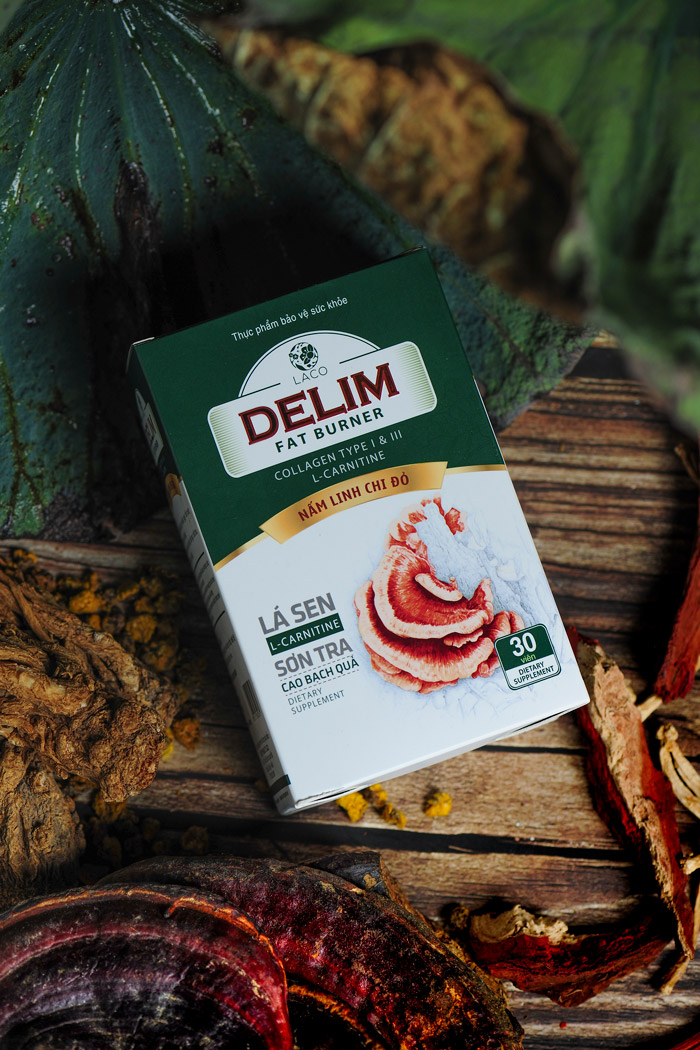 Thực phẩm bảo vệ sức khỏe
LACO
DELIM
FAT BURNER
COLLAGEN TYPE I & III
L-CARNITINE
NẤM LINH CHI ĐỎ
LÁ SEN
L-CARNITINE
SƠN TRA
CAO BẠCH QUẢ
DIETARY
SUPPLEMENT
30
viên
DIETARY
SUPPLEMENT